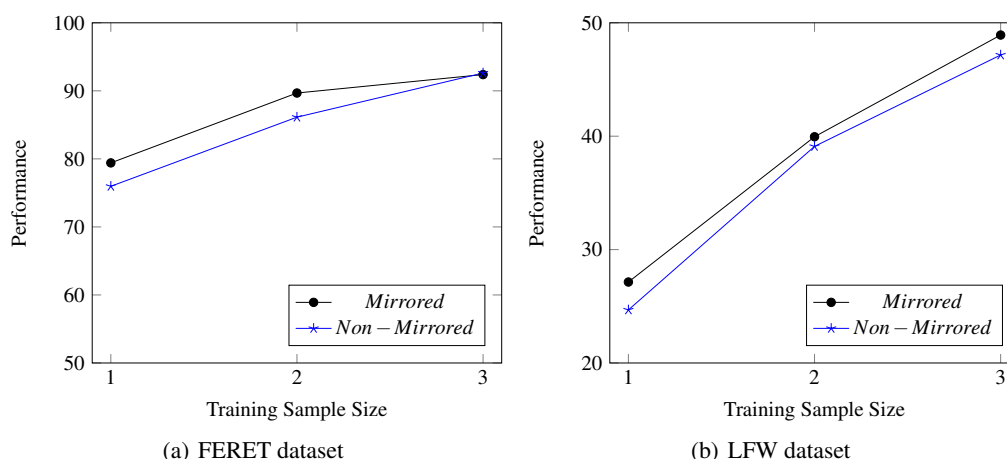 100
90
80
70
60
50
Performance
1 2 3
Training Sample Size
Mirrored
Non − Mirrored
(a) FERET dataset
50
40
30
20
Performance
1 2 3
Training Sample Size
Mirrored
Non − Mirrored
(b) LFW dataset